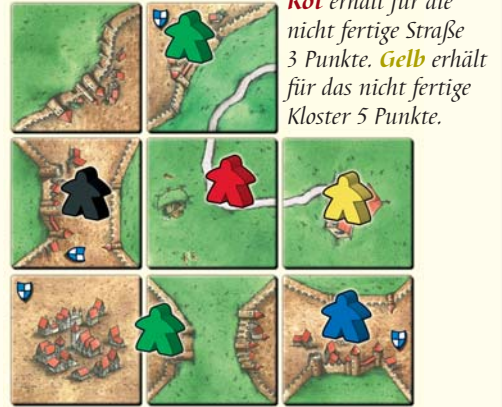 Rot erhält für die
nicht fertige Straße
3 Punkte. Gelb erhält
für das nicht fertige
Kloster 5 Punkte.